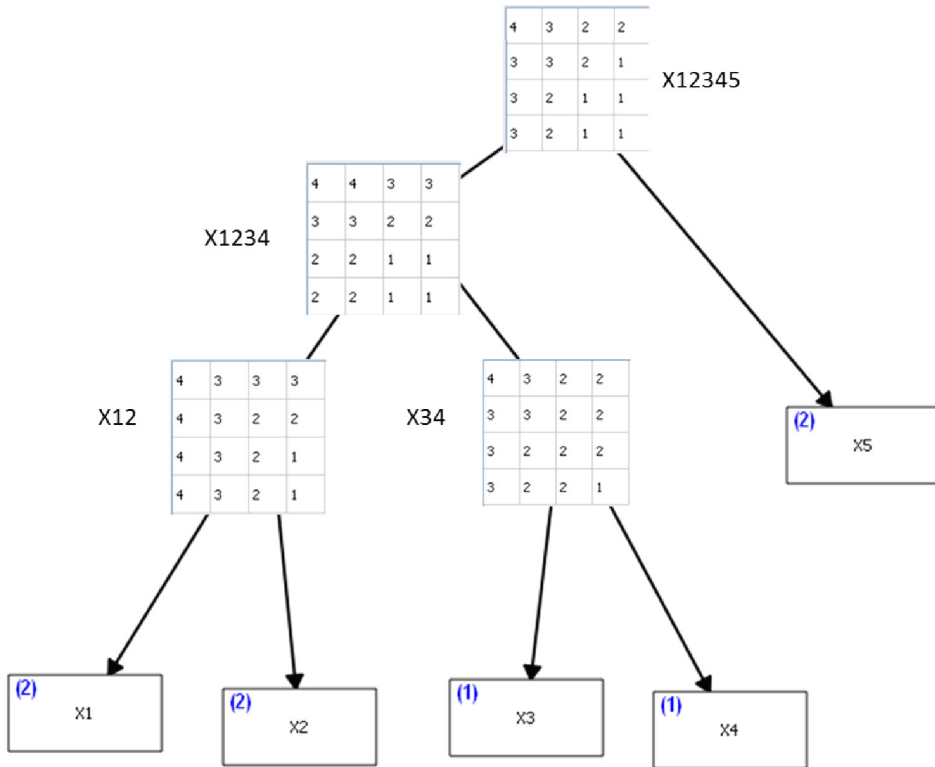 4 3 2 2
3 3 2 1
3 2 1 1
3 2 1 1
X12345
4 4 3 3
3 3 2 2
2 2 1 1
2 2 1 1
X1234
4 3 3 3
4 3 2 2
4 3 2 1
4 3 2 1
X12
4 3 2 2
3 3 2 2
3 2 2 2
3 2 2 1
X34
(2)
X5
(2)
X1
(2)
X2
(1)
X3
(1)
X4